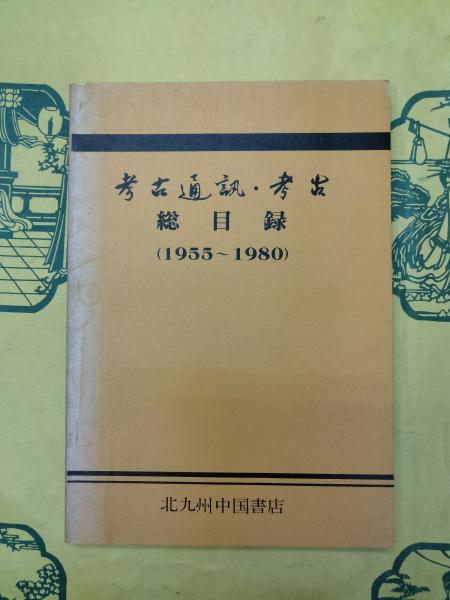 考古通訊·考古
総目録
(1955~1980)
北九州中国書店